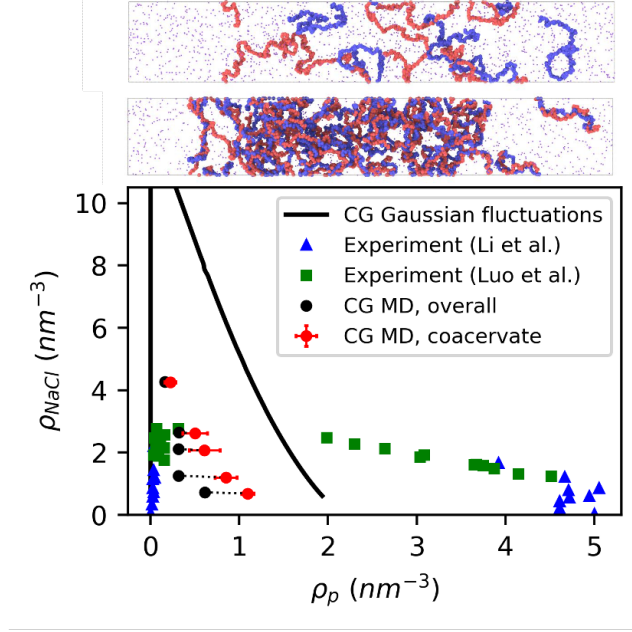 10
8
6
4
2
0
ρ_NaCl (nm⁻³)
CG Gaussian fluctuations
Experiment (Li et al.)
Experiment (Luo et al.)
CG MD, overall
CG MD, coacervate
0 1 2 3 4 5
ρ_p (nm⁻³)